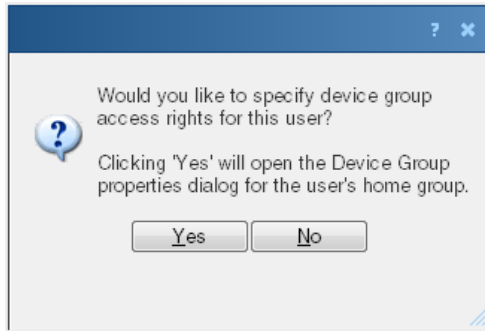 Would you like to specify device group
access rights for this user?
Clicking 'Yes' will open the Device Group
properties dialog for the user's home group.
Yes
No